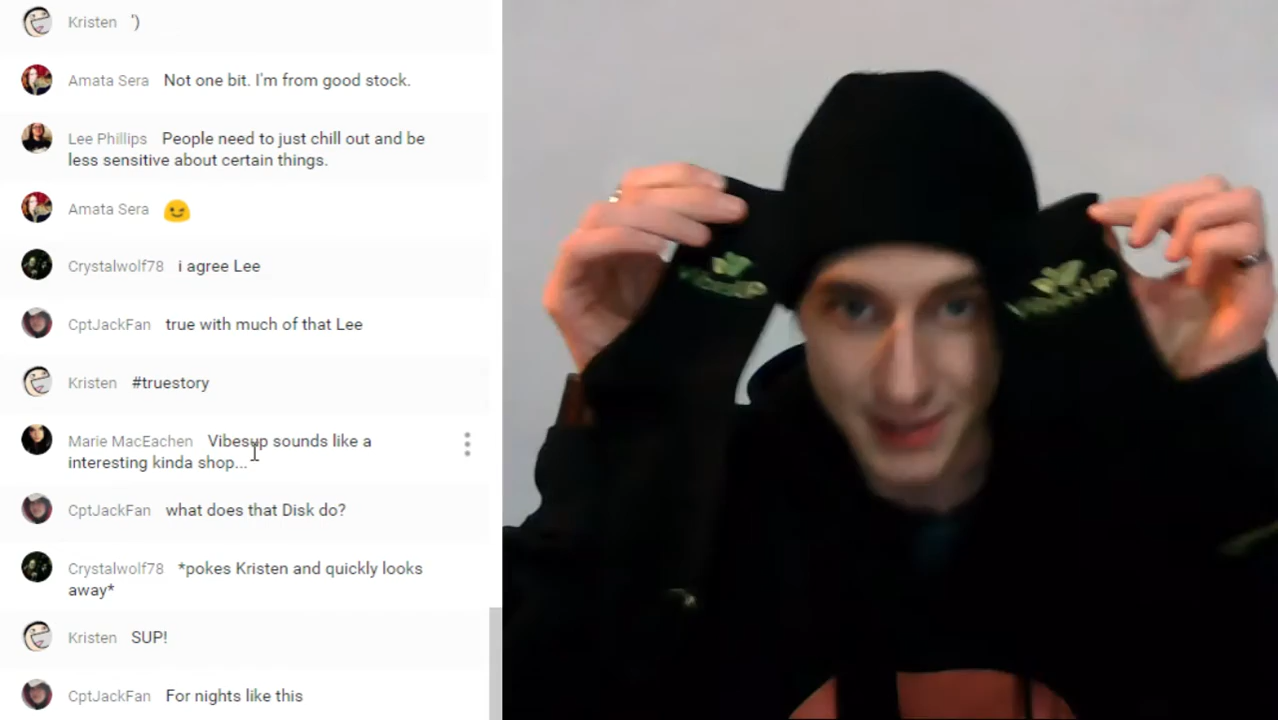 Kristen ')
Amata Sera Not one bit. I'm from good stock.
Lee Phillips People need to just chill out and be
less sensitive about certain things.
Amata Sera
Crystalwolf78 i agree Lee
CptJackFan true with much of that Lee
Kristen #truestory
Marie MacEachen Vibesup sounds like a
interesting kinda shop...
CptJackFan what does that Disk do?
Crystalwolf78 *pokes Kristen and quickly looks
away*
Kristen SUP!
CptJackFan For nights like this